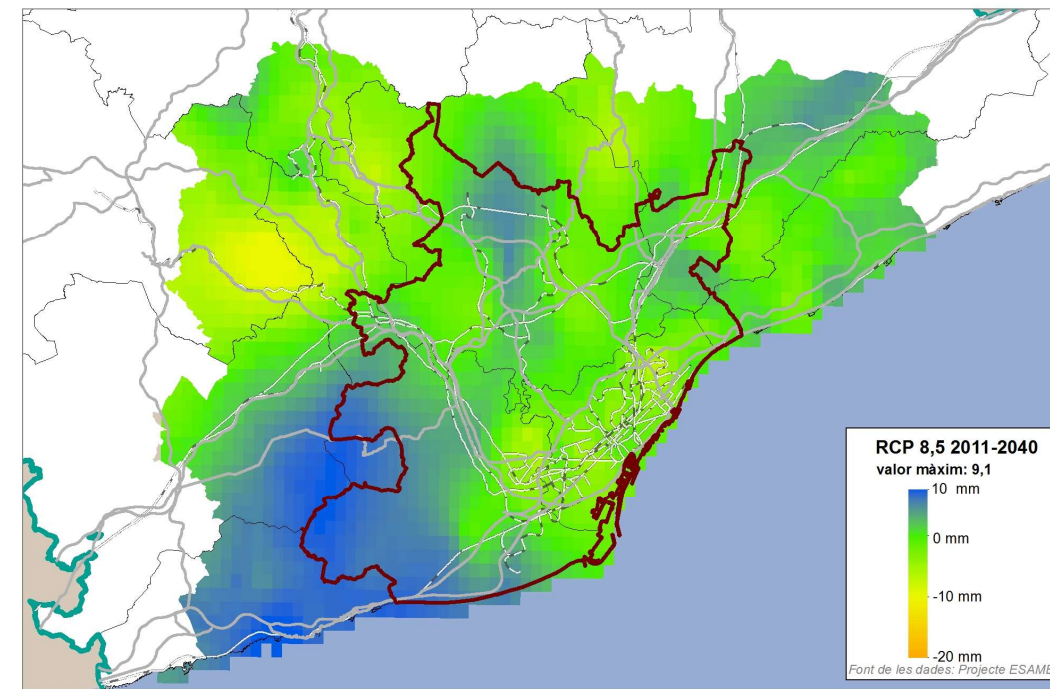 RCP 8,5 2011-2040
valor màxim: 9,1
10 mm
0 mm
-10 mm
-20 mm
Font de les dades: Projecte ESAMB